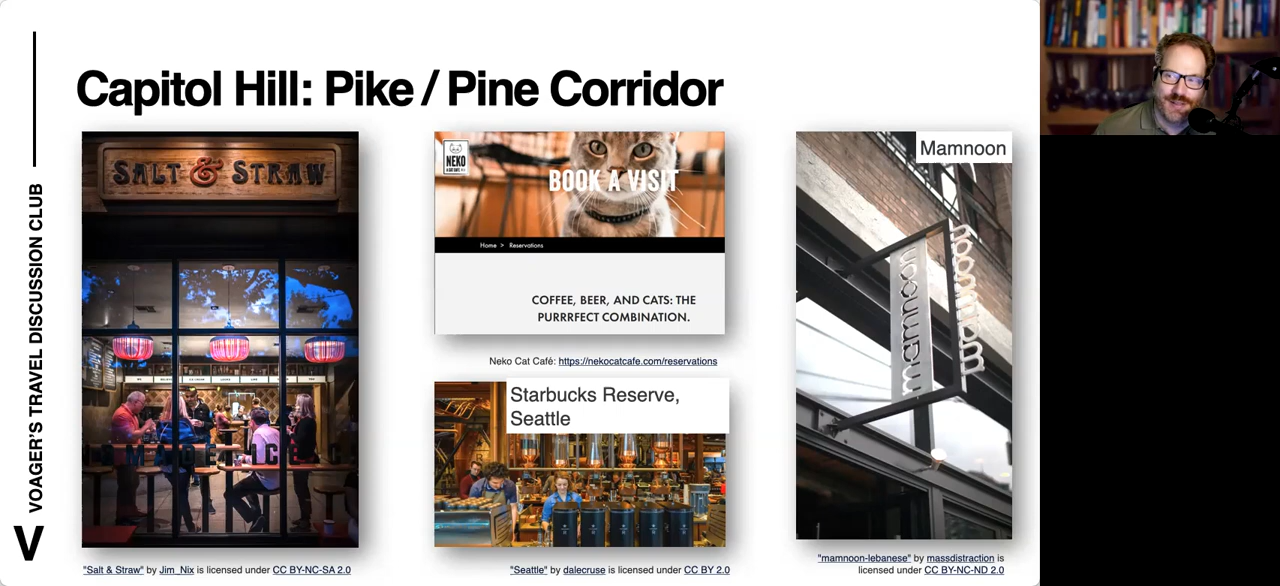 VOAGER'S TRAVEL DISCUSSION CLUB
V
Capitol Hill: Pike / Pine Corridor
SALT & STRAW
"Salt & Straw" by Jim_Nix is licensed under CC BY-NC-SA 2.0
NEKO
BOOK A VISIT
Home > Reservations
COFFEE, BEER, AND CATS: THE
PURRRFECT COMBINATION.
Neko Cat Café: https://nekocatcafe.com/reservations
Starbucks Reserve,
Seattle
"Seattle" by dalecruse is licensed under CC BY 2.0
Mamnoon
mamnoon
mamnoon
"mamnoon-lebanese" by massdistraction is
licensed under CC BY-NC-ND 2.0